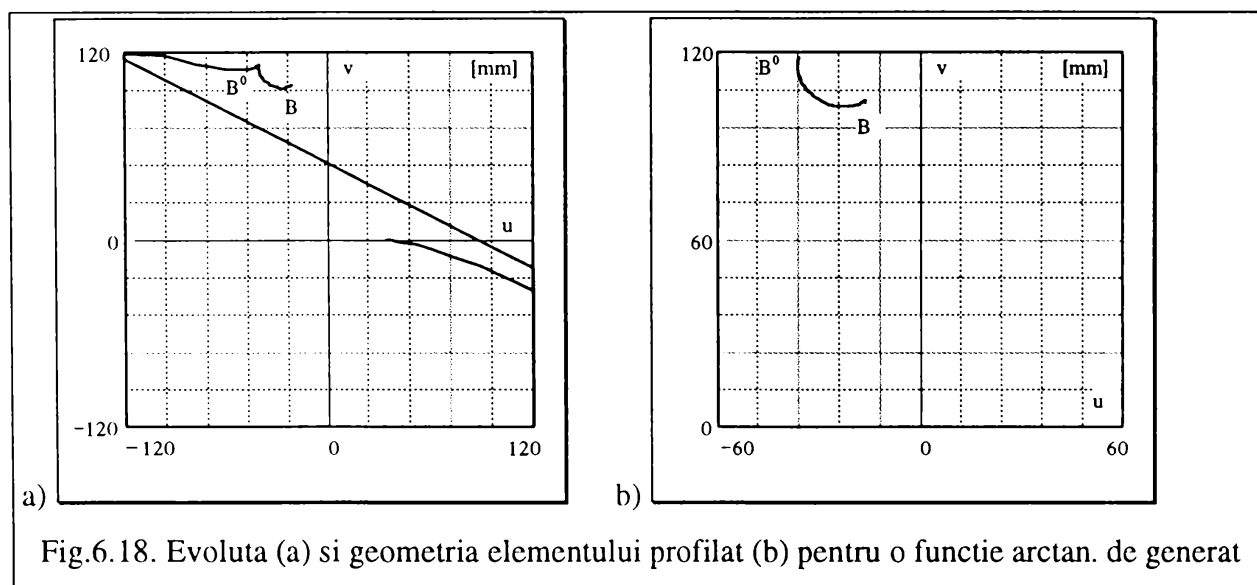 120
v
[mm]
B⁰
B
u
0
-120
-120
0
120
a)
120
B⁰
v
[mm]
B
60
u
0
-60
0
60
b)
Fig.6.18. Evoluta (a) si geometria elementului profilat (b) pentru o functie arctan. de generat